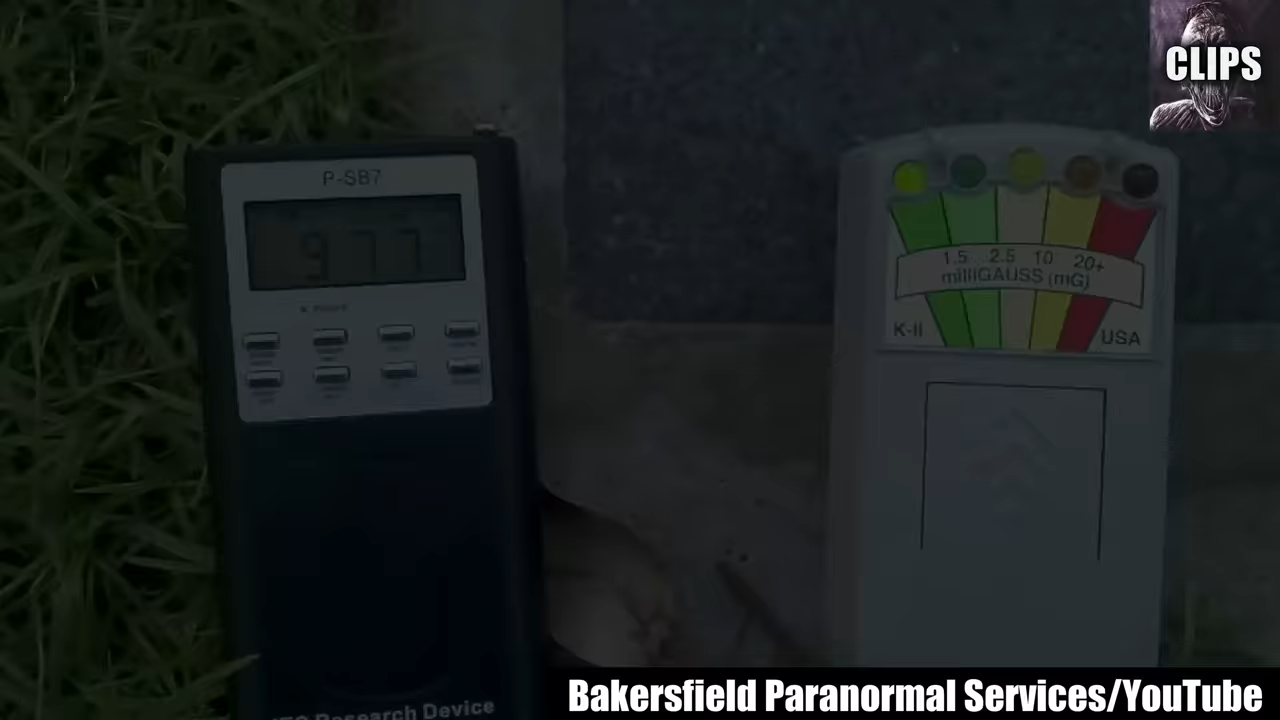 CLIPS
P-SB7
977
1.5 2.5 10 20+
milliGAUSS (mG)
K-II
USA
Research Device
Bakersfield Paranormal Services/YouTube